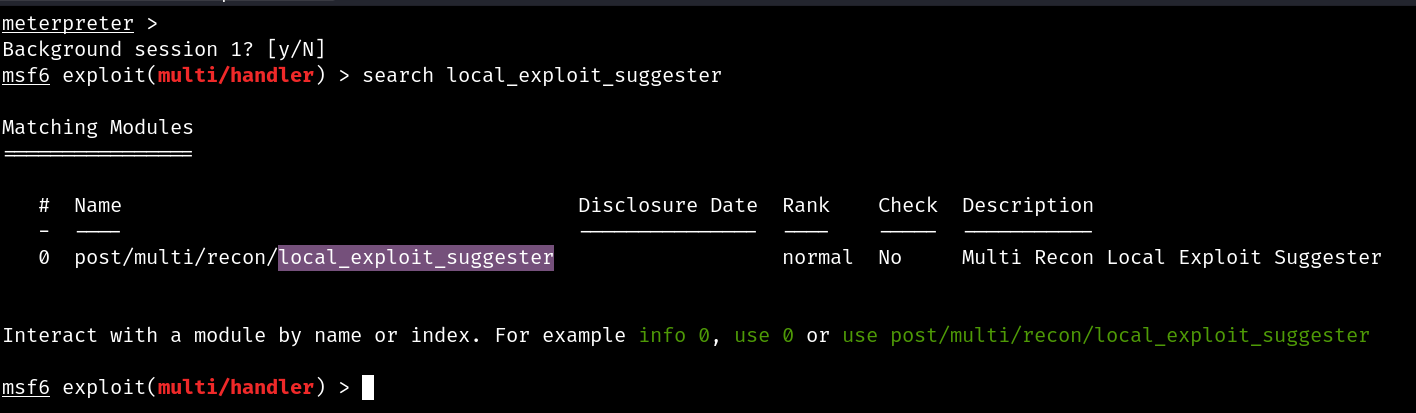 meterpreter >
Background session 1? [y/N]
msf6 exploit(multi/handler) > search local_exploit_suggester
Matching Modules
================
# Name Disclosure Date Rank Check Description
- ---- --------------- ---- ----- -----------
0 post/multi/recon/local_exploit_suggester normal No Multi Recon Local Exploit Suggester
Interact with a module by name or index. For example info 0, use 0 or use post/multi/recon/local_exploit_suggester
msf6 exploit(multi/handler) >